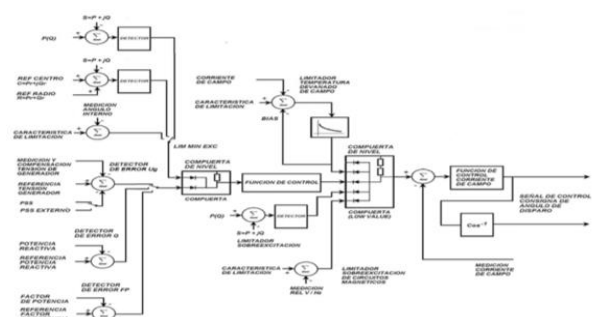 S=P + jQ
P(Q)
DETECTOR
S=P + jQ
REF CENTRO
C=Pr+jQr
DETECTOR
REF RADIO
R=Pr+Qr
MEDICION
ANGULO
INTERNO
CARACTERISTICA
DE LIMITACION
LIM MIN EXC
MEDICION Y
COMPENSACION
TENSION DE
GENERADOR
DETECTOR
DE ERROR Ug
REFERENCIA
TENSION
GENERADOR
PSS
PSS EXTERNO
COMPUERTA
DE NIVEL
COMPUERTA
FUNCION DE CONTROL
DETECTOR
DE ERROR Q
POTENCIA
REACTIVA
REFERENCIA
POTENCIA
REACTIVA
DETECTOR
DE ERROR FP
FACTOR
DE POTENCIA
REFERENCIA
FACTOR
CORRIENTE
DE CAMPO
CARACTERISTICA
DE LIMITACION
BIAS
LIMITADOR
TEMPERATURA
DEVANADO
DE CAMPO
P(Q)
DETECTOR
S=P + jQ
LIMITADOR
SOBREEXCITACION
CARACTERISTICA
DE LIMITACION
MEDICION
REL V / Hz
LIMITADOR
SOBREEXCITACION
DE CIRCUITOS
MAGNETICOS
COMPUERTA
DE NIVEL
COMPUERTA
(LOW VALUE)
FUNCION
DE CONTROL
CORRIENTE
DE CAMPO
SEÑAL DE CONTROL
CONSIGNA DE
ANGULO DE
DISPARO
MEDICION
CORRIENTE
DE CAMPO